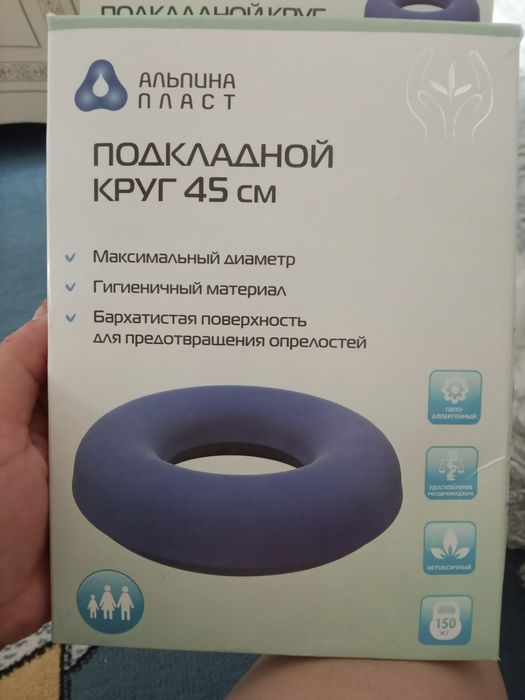 ПОДКЛАДНОЙ КРУГ
АЛЬПИНА
ПЛАСТ
ПОДКЛАДНОЙ
КРУГ 45 СМ
Максимальный диаметр
Гигиеничный материал
Бархатистая поверхность
для предотвращения опрелостей
ГИПО-
АЛЛЕРГЕННЫЙ
УДОСТОВЕРЕНИЕ
РОСЗДРАВНАДЗОРА
НЕТОКСИЧНЫЙ
150
КГ